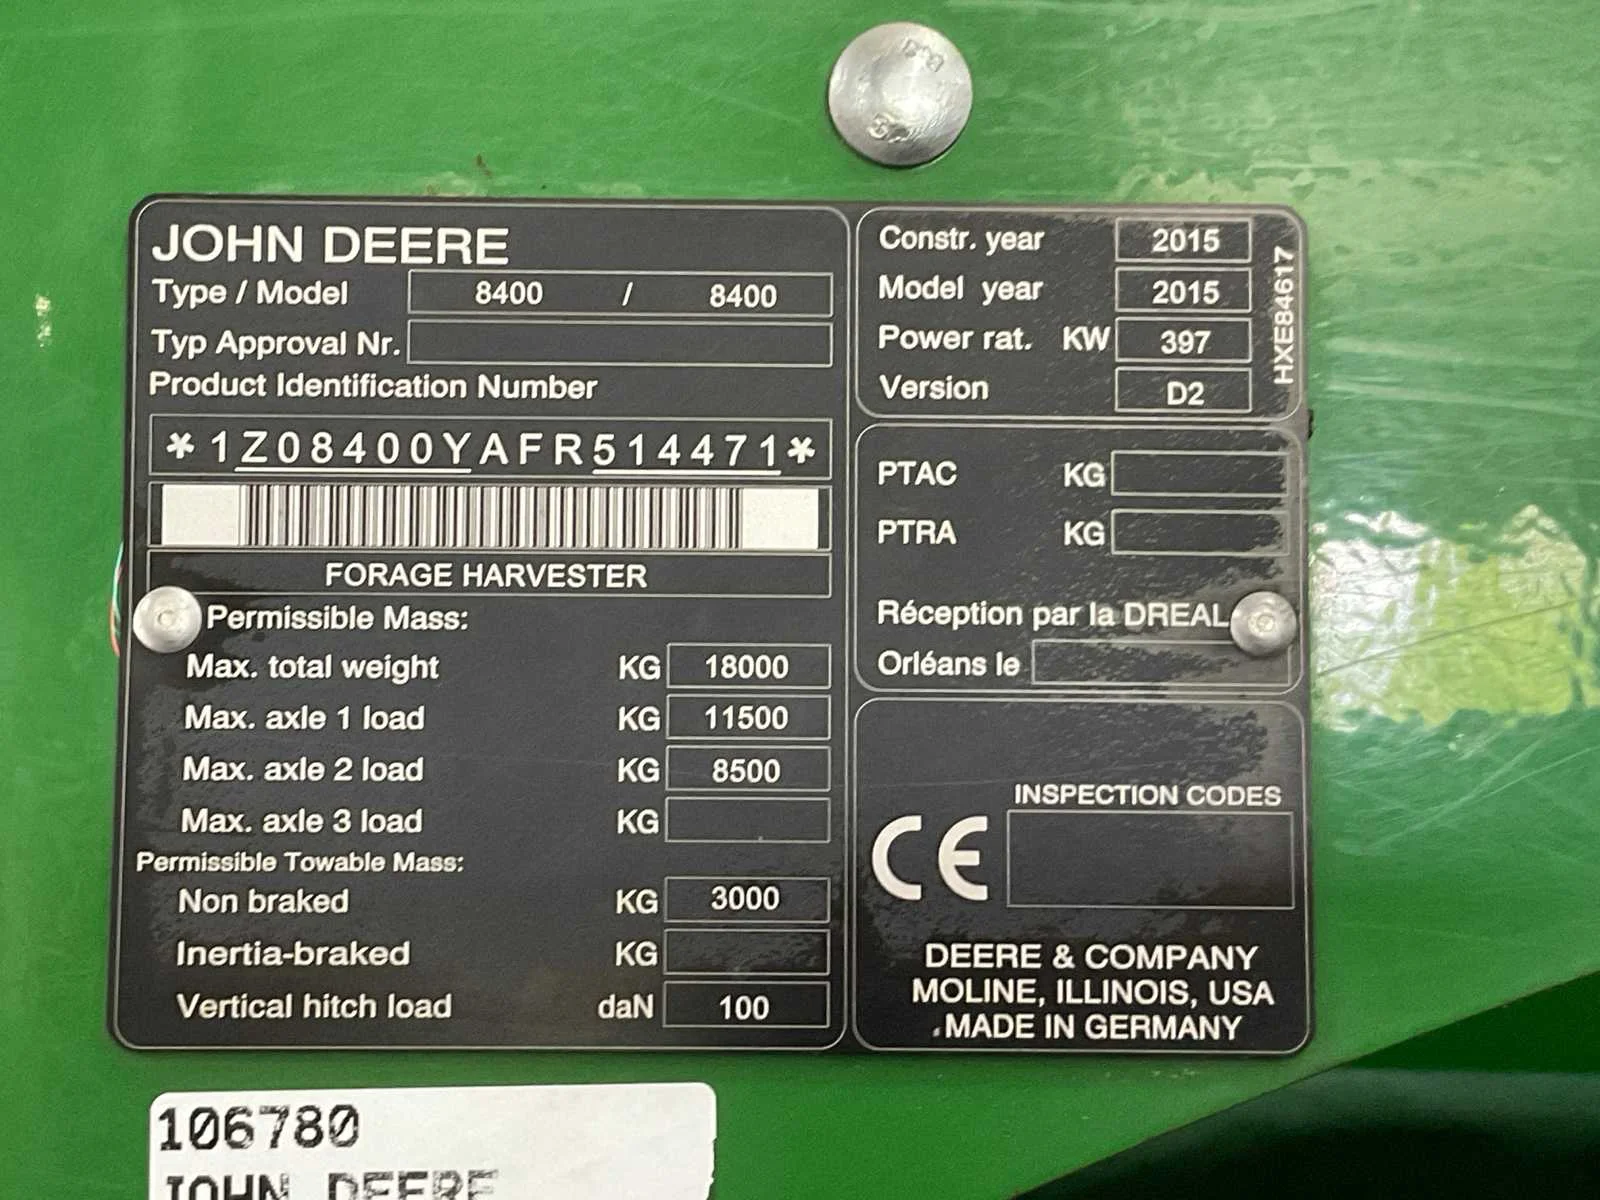 JOHN DEERE
Type / Model 8400 / 8400
Typ Approval Nr.
Product Identification Number
*1Z08400YAFR514471*
FORAGE HARVESTER
Permissible Mass:
Max. total weight KG 18000
Max. axle 1 load KG 11500
Max. axle 2 load KG 8500
Max. axle 3 load KG
Permissible Towable Mass:
Non braked KG 3000
Inertia-braked KG
Vertical hitch load daN 100
Constr. year 2015
Model year 2015
Power rat. KW 397
Version D2
HXE84617
PTAC KG
PTRA KG
Réception par la DREAL
Orléans le
INSPECTION CODES
CE
DEERE & COMPANY
MOLINE, ILLINOIS, USA
MADE IN GERMANY
106780
JOHN DEERE